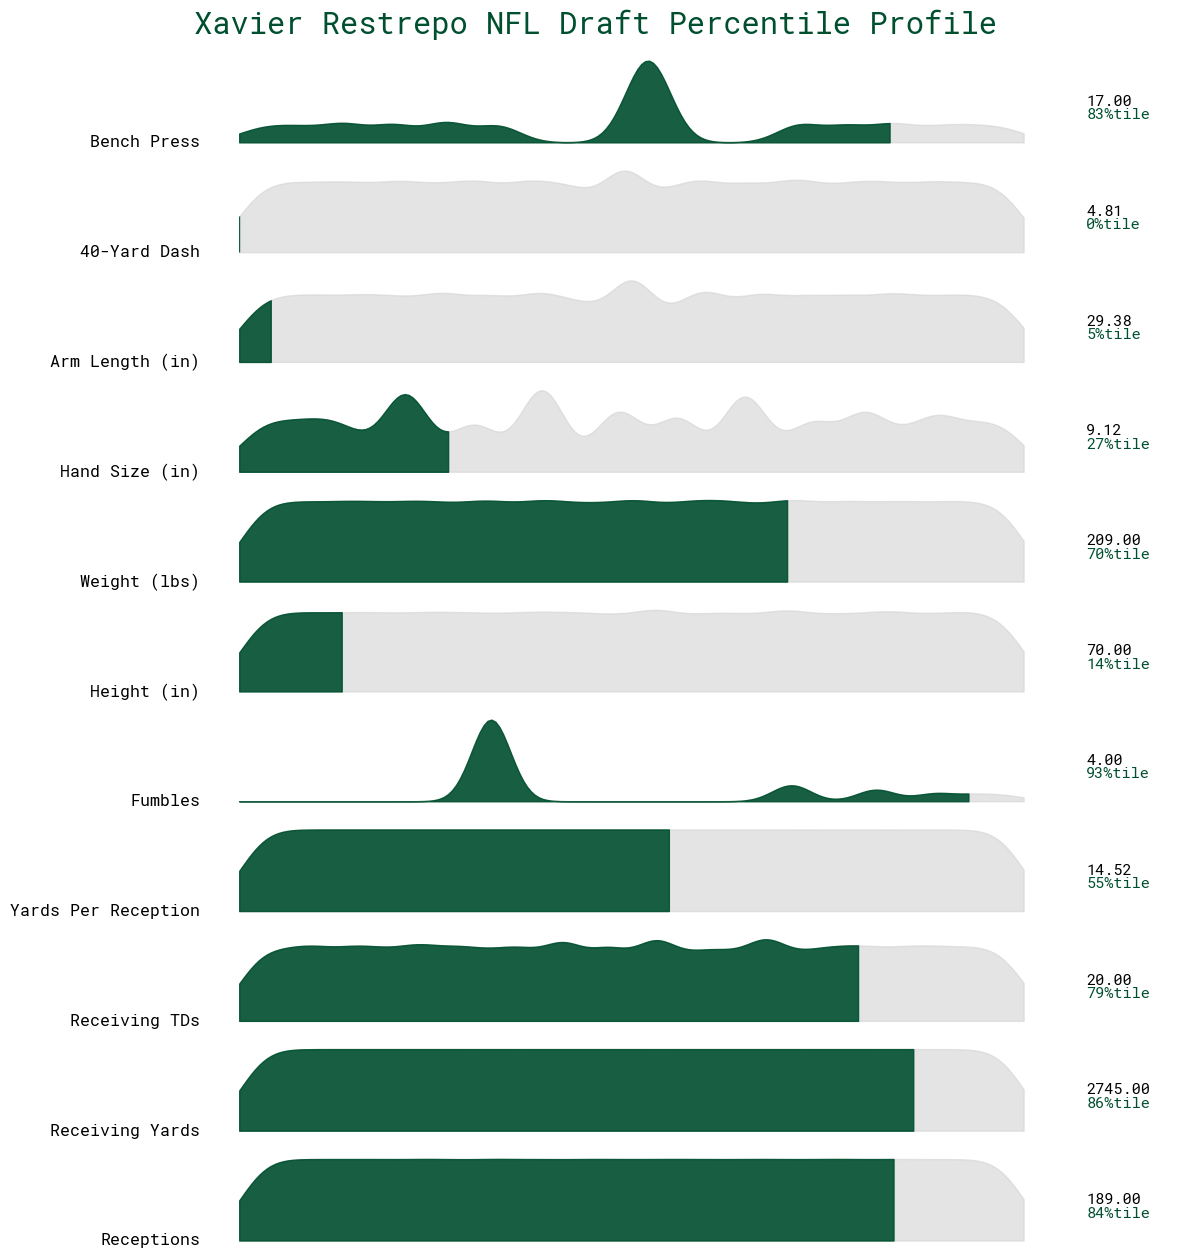 Xavier Restrepo NFL Draft Percentile Profile
Bench Press
17.00
83%tile
40-Yard Dash
4.81
0%tile
Arm Length (in)
29.38
5%tile
Hand Size (in)
9.12
27%tile
Weight (lbs)
209.00
70%tile
Height (in)
70.00
14%tile
Fumbles
4.00
93%tile
Yards Per Reception
14.52
55%tile
Receiving TDs
20.00
79%tile
Receiving Yards
2745.00
86%tile
Receptions
189.00
84%tile